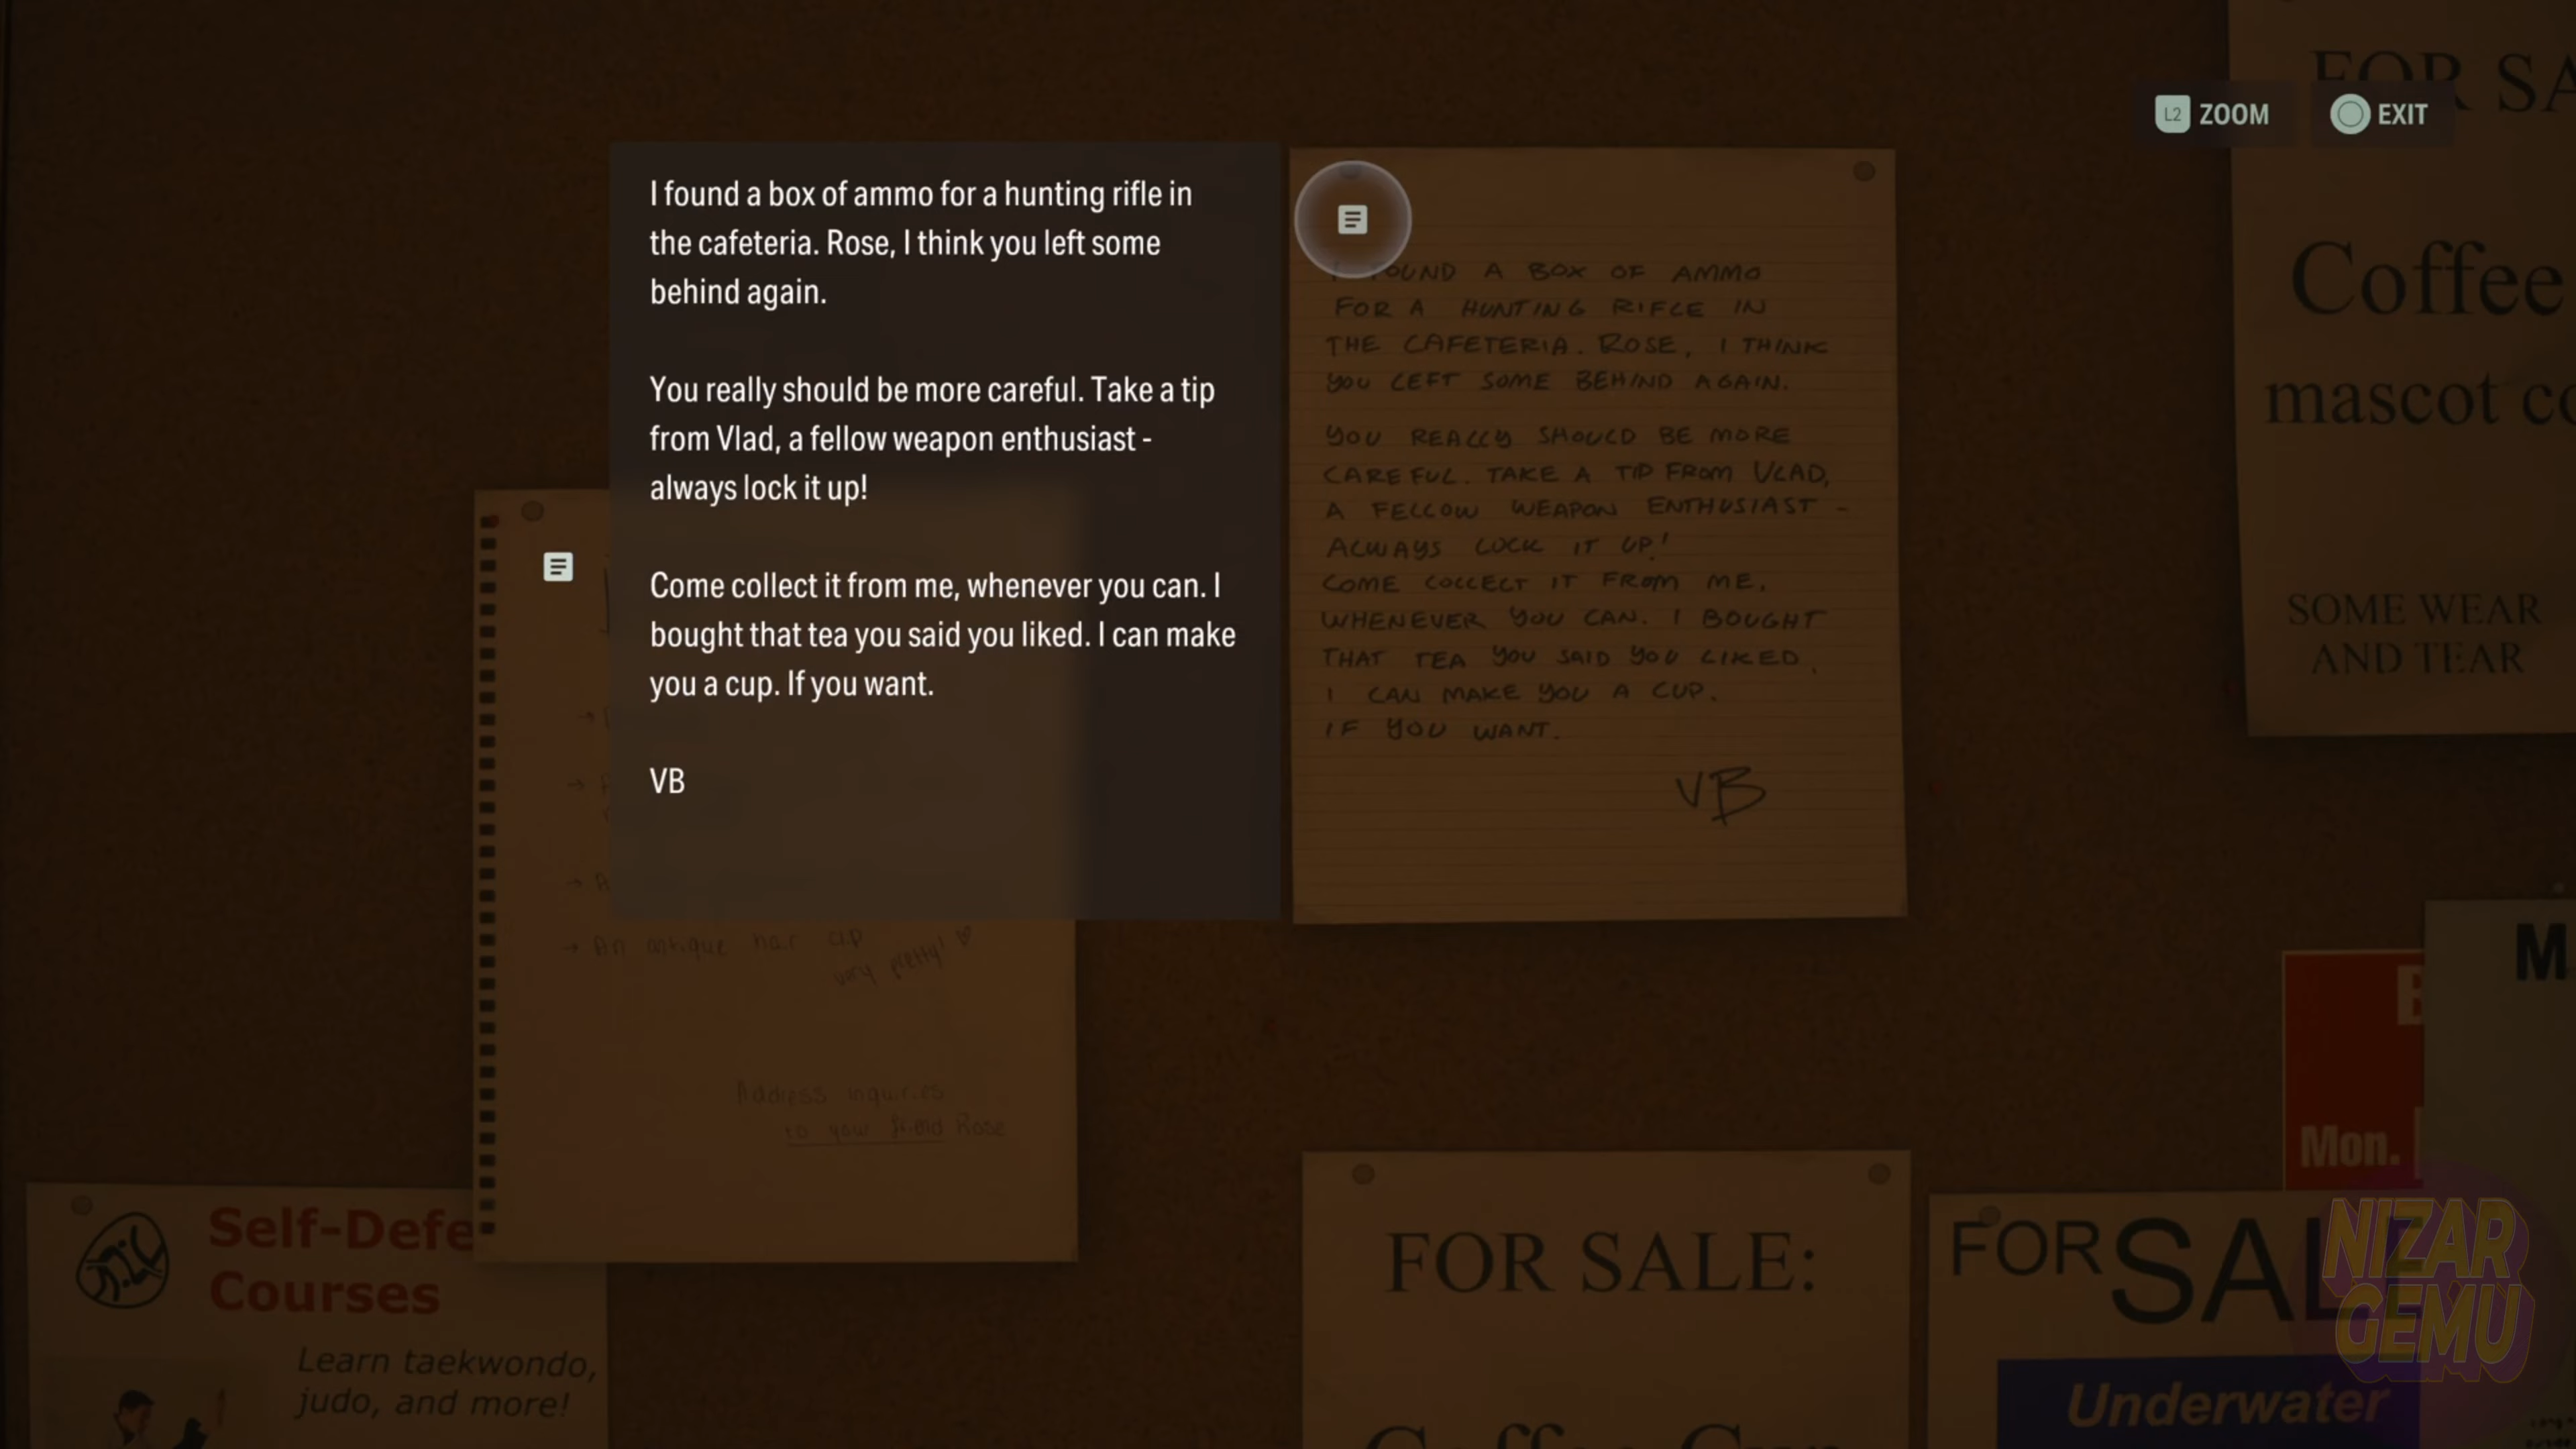 L2 ZOOM
EXIT
I found a box of ammo for a hunting rifle in
the cafeteria. Rose, I think you left some
behind again.
You really should be more careful. Take a tip
from Vlad, a fellow weapon enthusiast -
always lock it up!
Come collect it from me, whenever you can. I
bought that tea you said you liked. I can make
you a cup. If you want.
VB
FOUND A BOX OF AMMO
FOR A HUNTING RIFLE IN
THE CAFETERIA. ROSE, I THINK
YOU LEFT SOME BEHIND AGAIN.
YOU REALLY SHOULD BE MORE
CAREFUL. TAKE A TIP FROM VLAD,
A FELLOW WEAPON ENTHUSIAST -
ALWAYS LOCK IT UP!
COME COLLECT IT FROM ME,
WHENEVER YOU CAN. I BOUGHT
THAT TEA YOU SAID YOU LIKED.
I CAN MAKE YOU A CUP.
IF YOU WANT.
VB
→ An antique hair clip
very pretty! ♡
Address inquiries
to your friend Rose
FOR SA
Coffee
mascot co
SOME WEAR
AND TEAR
M
Mon.
Self-Defe
Courses
Learn taekwondo,
judo, and more!
FOR SALE:
FOR SAL
Underwater
NIZAR
GEMU